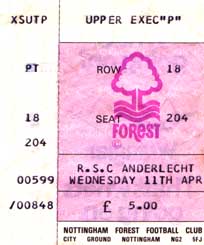 XSUTP UPPER EXEC"P"
PT ROW 18
18 SEAT 204
204
FOREST
R.S.C ANDERLECHT
00599 WEDNESDAY 11TH APR
/00848 £ 5.00
NOTTINGHAM FOREST FOOTBALL CLUB
CITY GROUND NOTTINGHAM NG2 5FJ